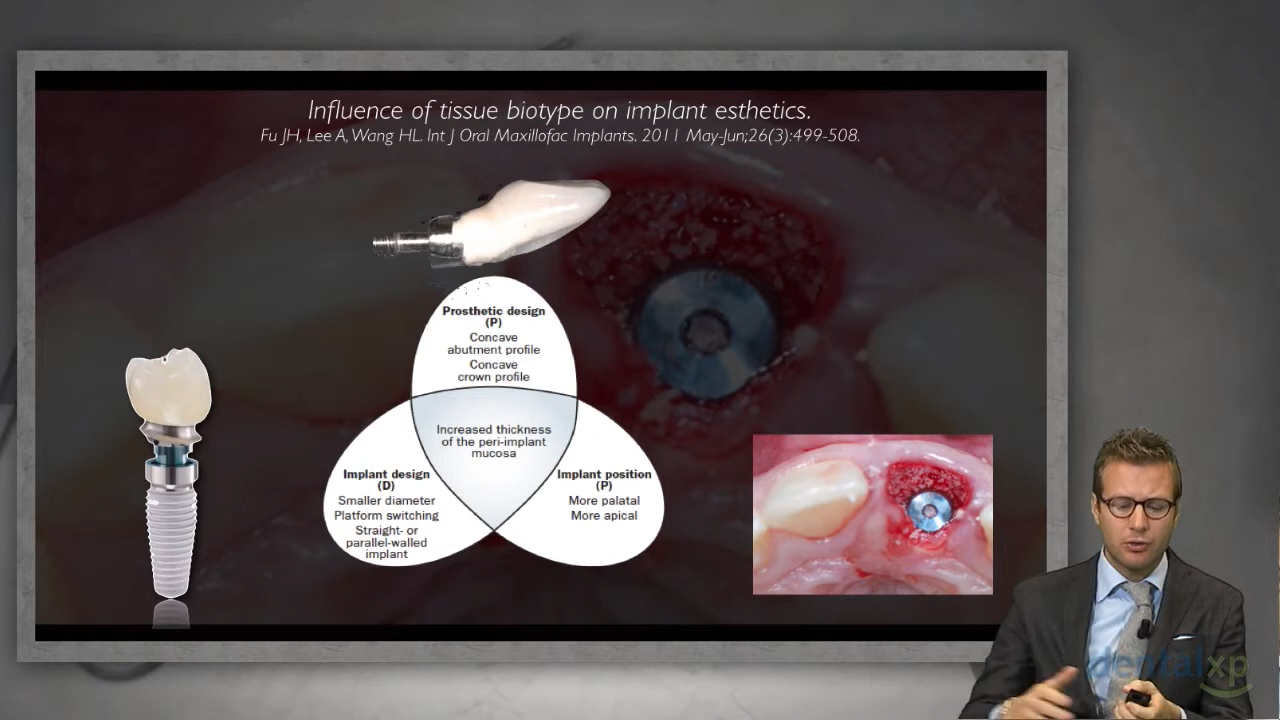 Influence of tissue biotype on implant esthetics.
Fu JH, Lee A, Wang HL. Int J Oral Maxillofac Implants. 2011 May-Jun;26(3):499-508.
Prosthetic design
(P)
Concave
abutment profile
Concave
crown profile
Increased thickness
of the peri-implant
mucosa
Implant design
(D)
Smaller diameter
Platform switching
Straight- or
parallel-walled
implant
Implant position
(P)
More palatal
More apical
dentalxp